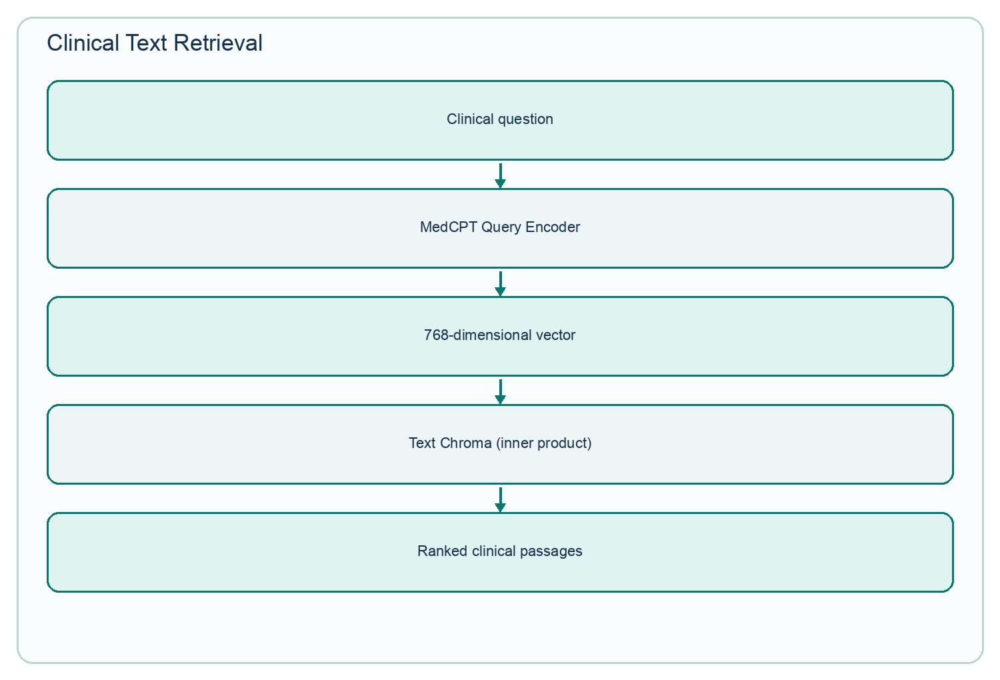 Clinical Text Retrieval
Clinical question
MedCPT Query Encoder
768-dimensional vector
Text Chroma (inner product)
Ranked clinical passages